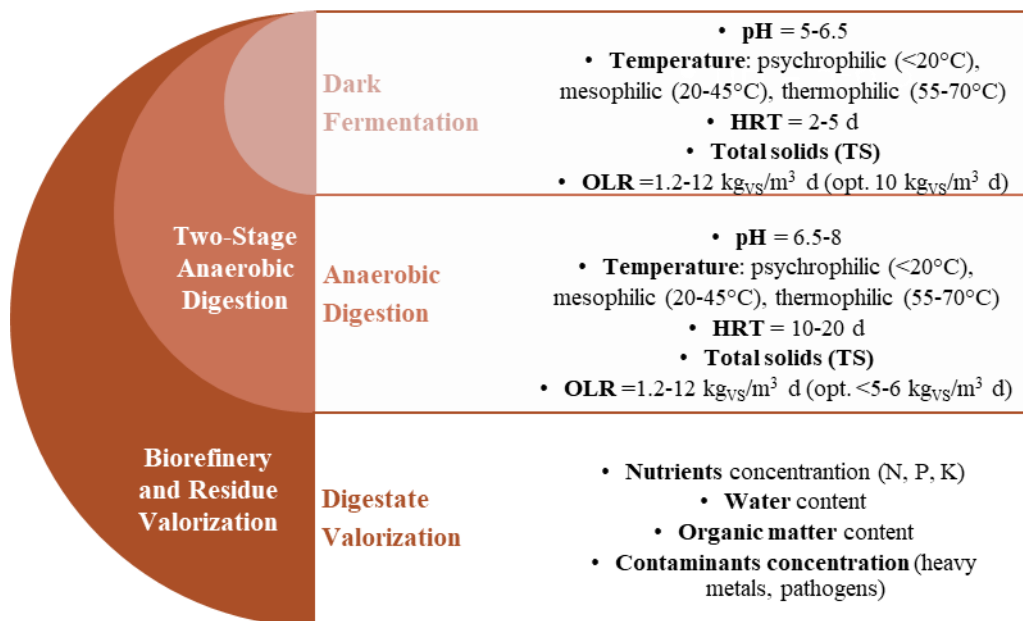 Dark
Fermentation
• pH = 5-6.5
• Temperature: psychrophilic (<20°C),
mesophilic (20-45°C), thermophilic (55-70°C)
• HRT = 2-5 d
• Total solids (TS)
• OLR =1.2-12 kgVS/m³ d (opt. 10 kgVS/m³ d)
Two-Stage
Anaerobic
Digestion
Anaerobic
Digestion
• pH = 6.5-8
• Temperature: psychrophilic (<20°C),
mesophilic (20-45°C), thermophilic (55-70°C)
• HRT = 10-20 d
• Total solids (TS)
• OLR =1.2-12 kgVS/m³ d (opt. <5-6 kgVS/m³ d)
Biorefinery
and Residue
Valorization
Digestate
Valorization
• Nutrients concentrantion (N, P, K)
• Water content
• Organic matter content
• Contaminants concentration (heavy
metals, pathogens)